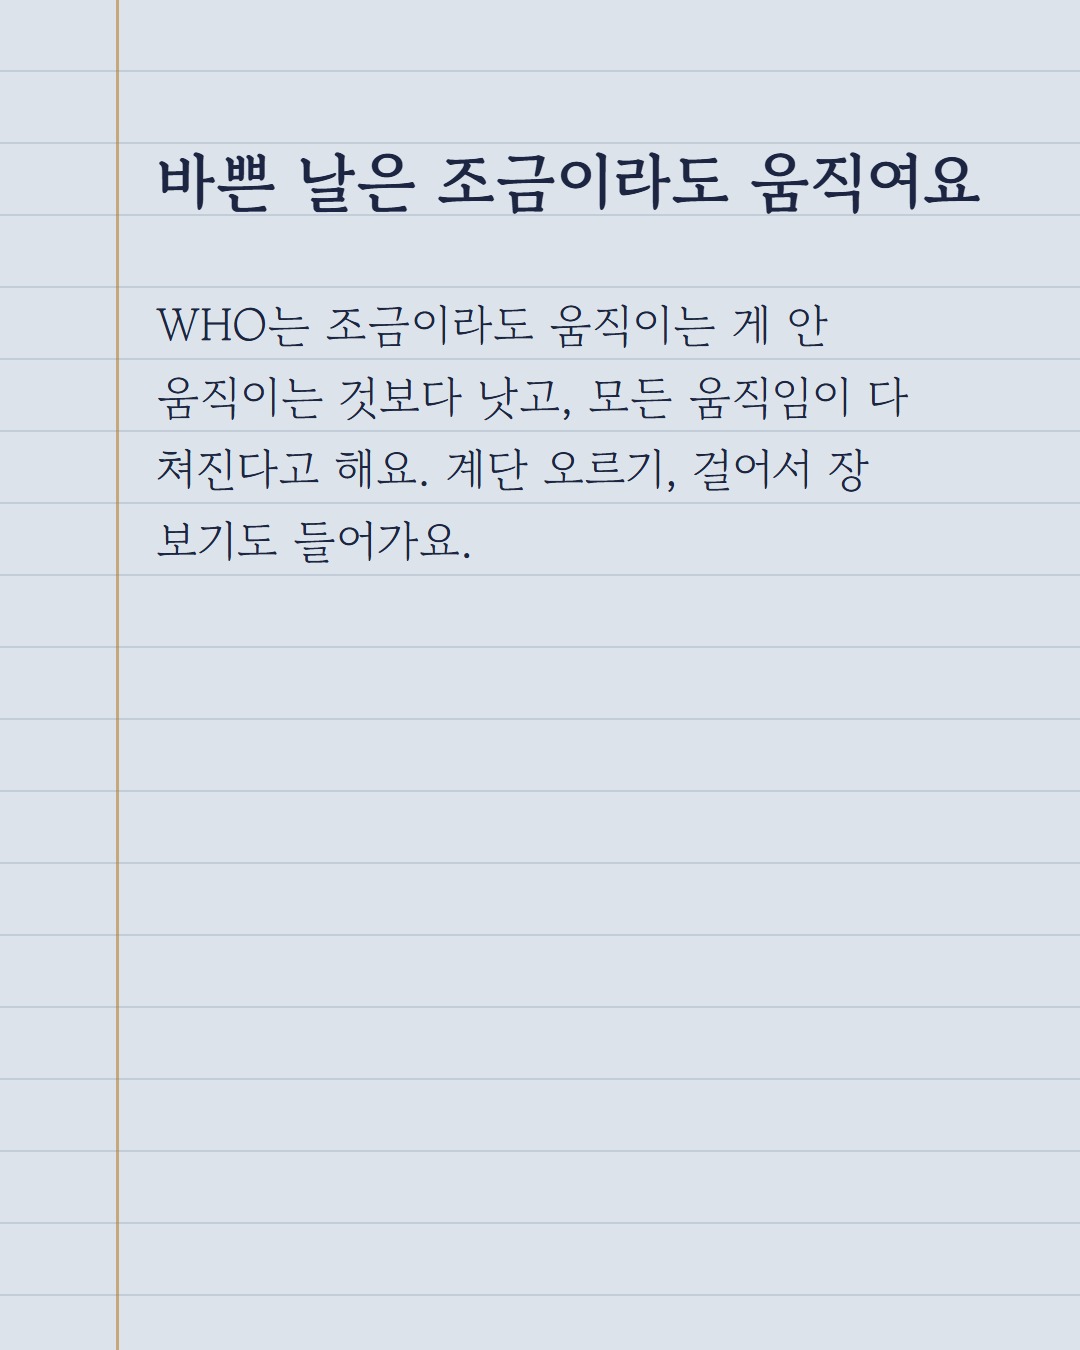 바쁜 날은 조금이라도 움직여요
WHO는 조금이라도 움직이는 게 안
움직이는 것보다 낫고, 모든 움직임이 다
쳐진다고 해요. 계단 오르기, 걸어서 장
보기도 들어가요.